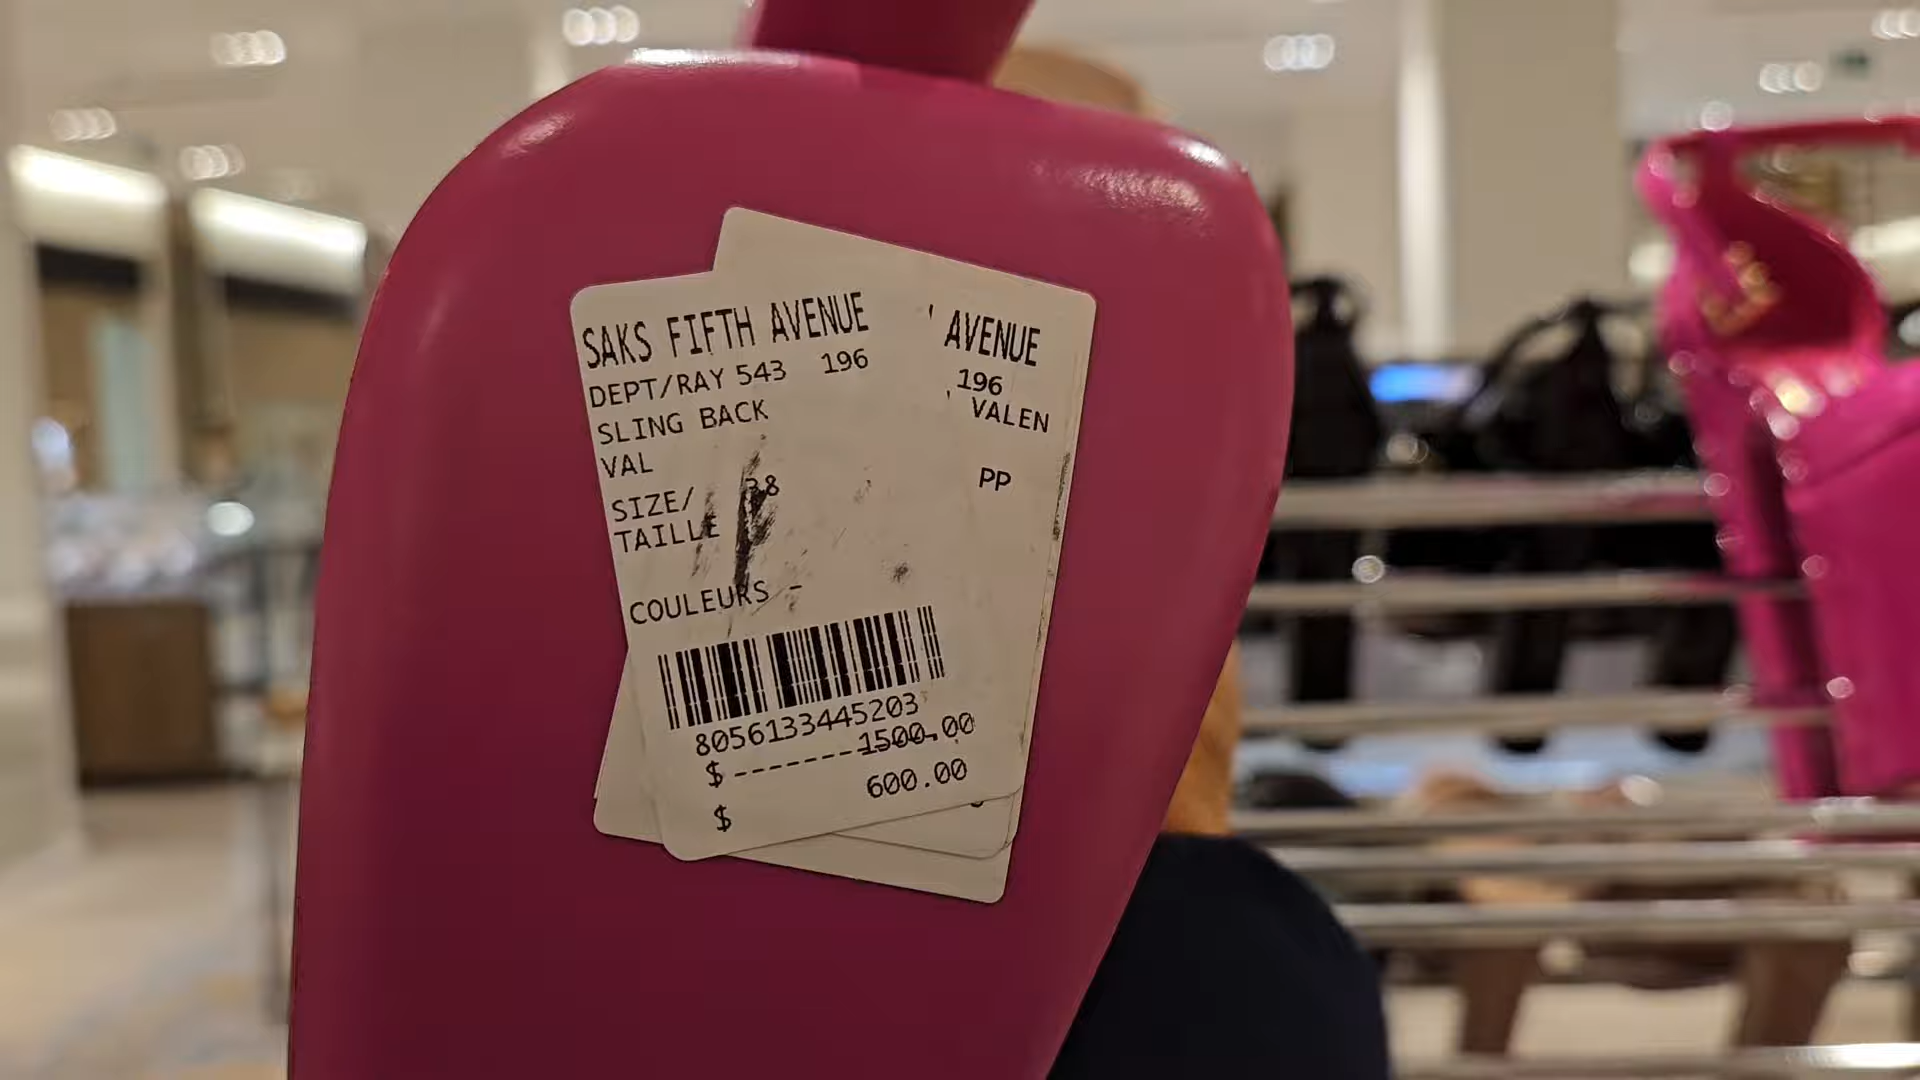 SAKS FIFTH AVENUE
DEPT/RAY 543 196
SLING BACK
VAL
SIZE/ 38
TAILLE
COULEURS -
8056133445203
$ -------1500.00
$ 600.00
AVENUE
196
VALEN
PP